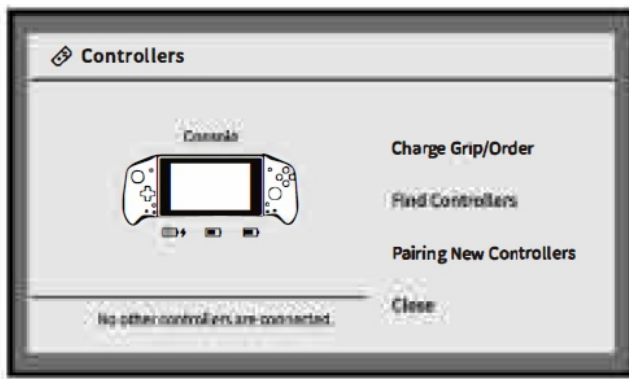 Controllers
Console
Charge Grip/Order
Find Controllers
Pairing New Controllers
Close
No other controllers are connected.